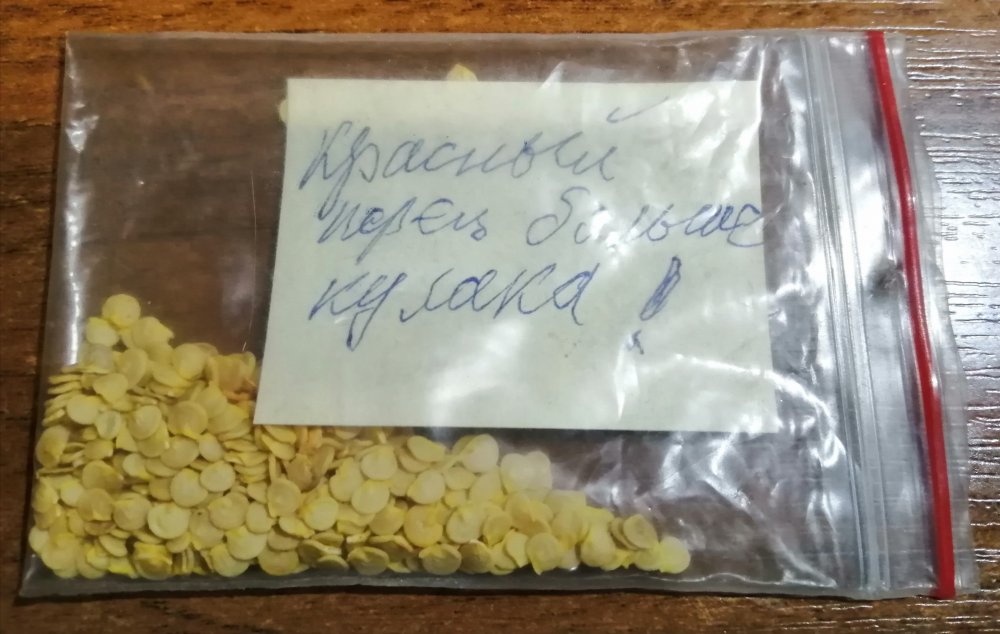 Красный
перец больше
кулака!